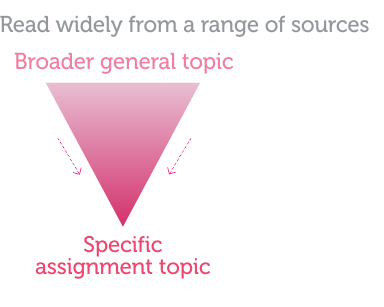 Read widely from a range of sources
Broader general topic
Specific
assignment topic